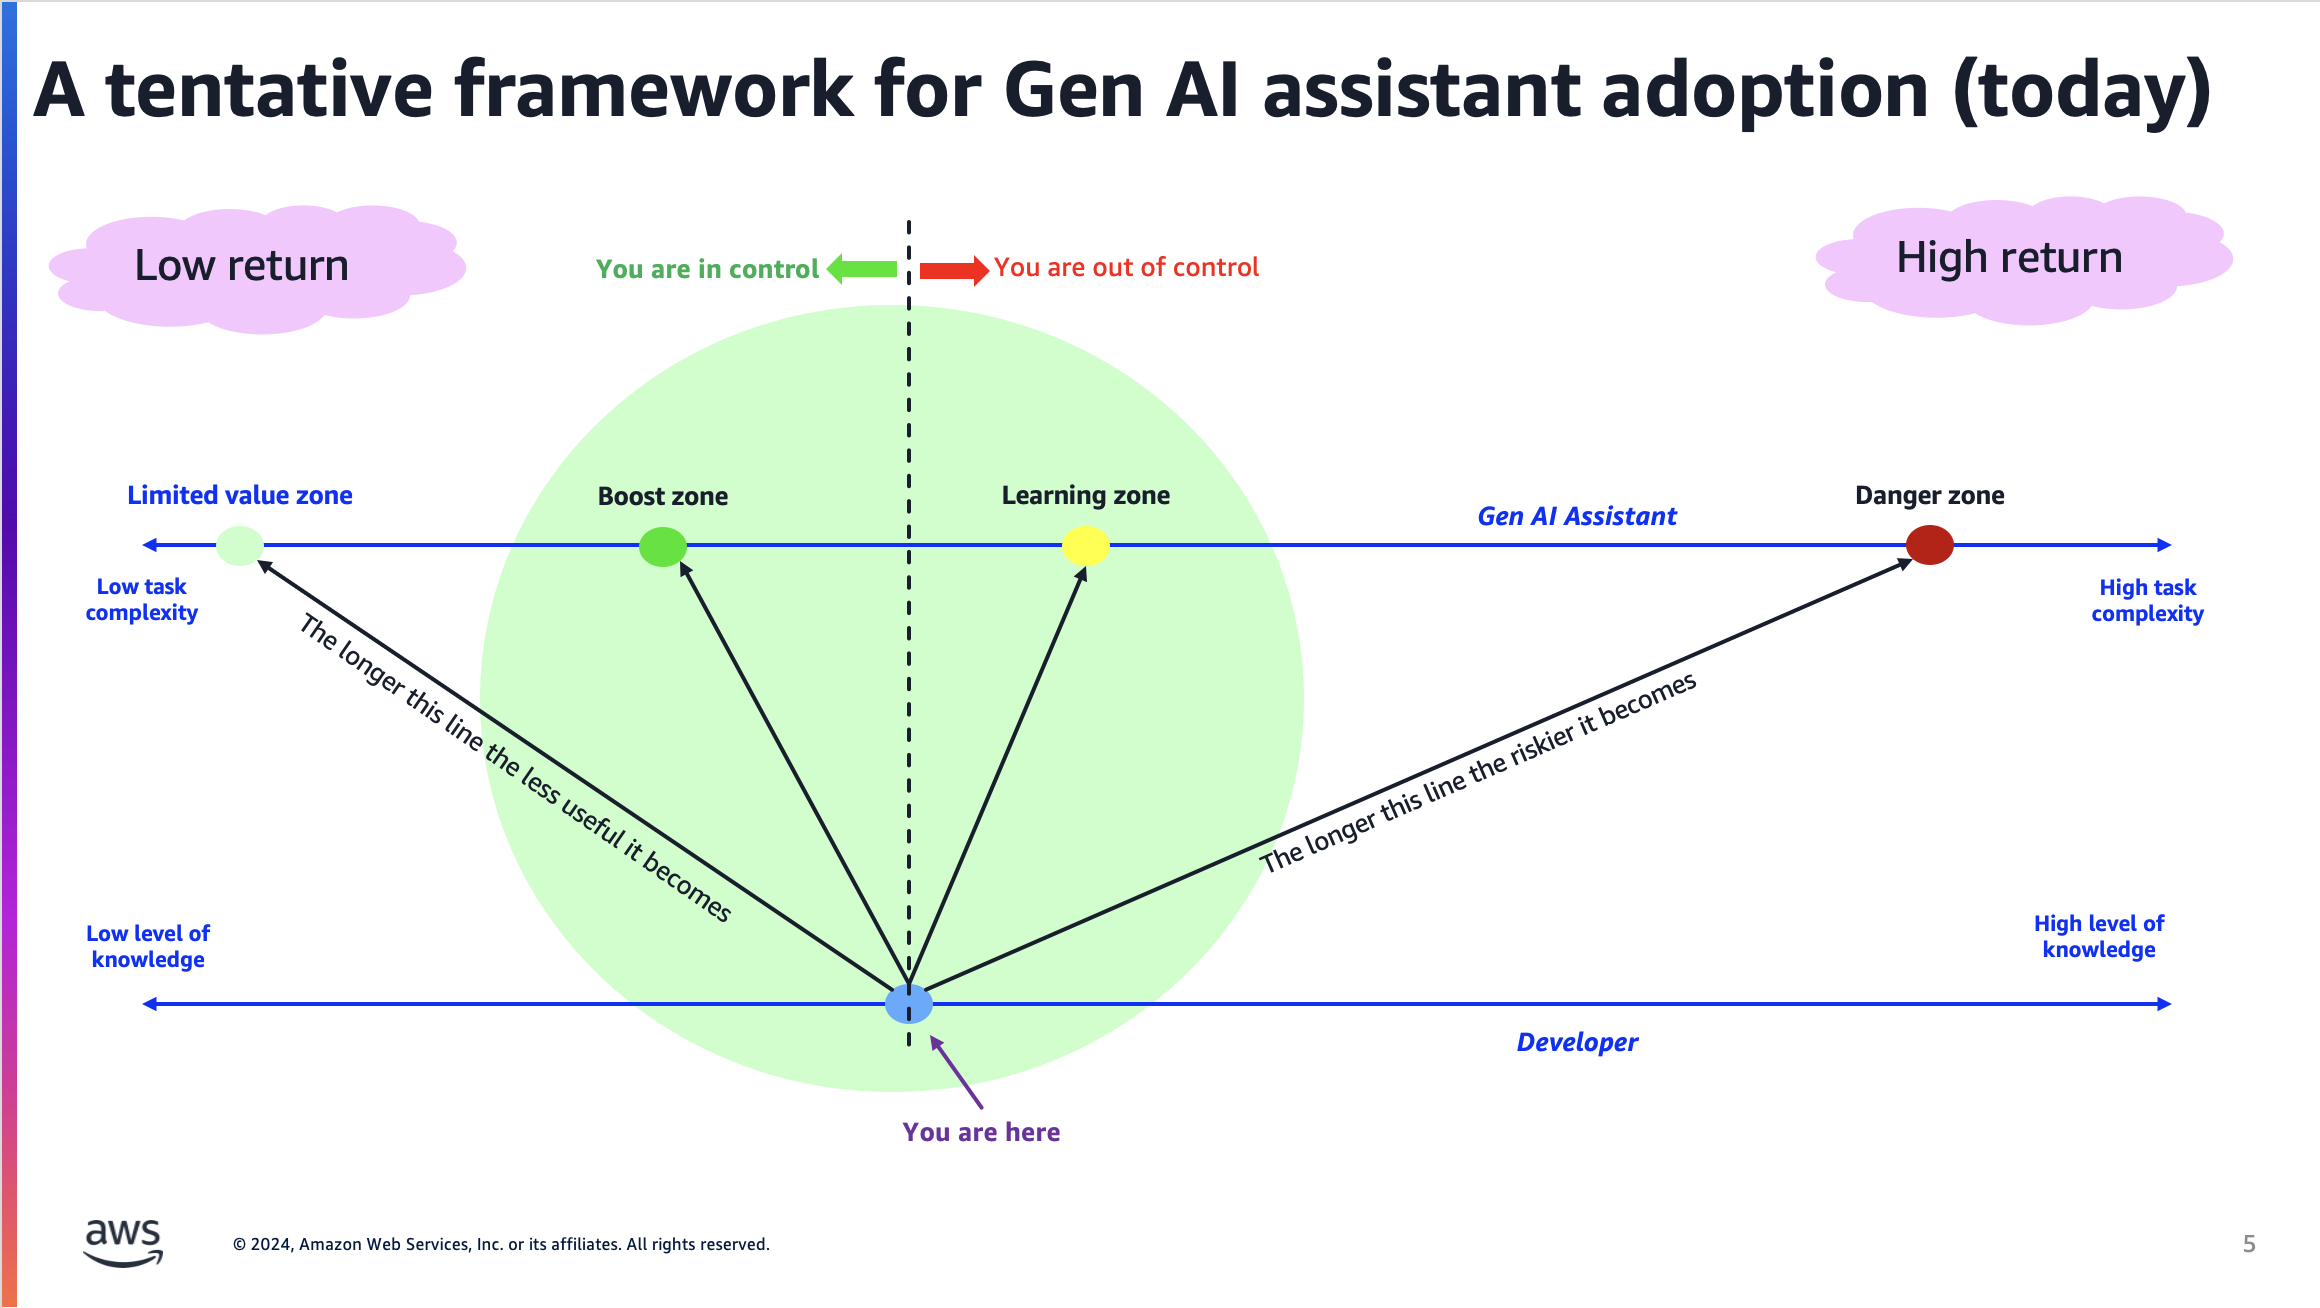 A tentative framework for Gen AI assistant adoption (today)
Low return
High return
You are in control
You are out of control
Limited value zone
Boost zone
Learning zone
Gen AI Assistant
Danger zone
Low task
complexity
High task
complexity
The longer this line the less useful it becomes
The longer this line the riskier it becomes
Low level of
knowledge
High level of
knowledge
Developer
You are here
aws
© 2024, Amazon Web Services, Inc. or its affiliates. All rights reserved.
5